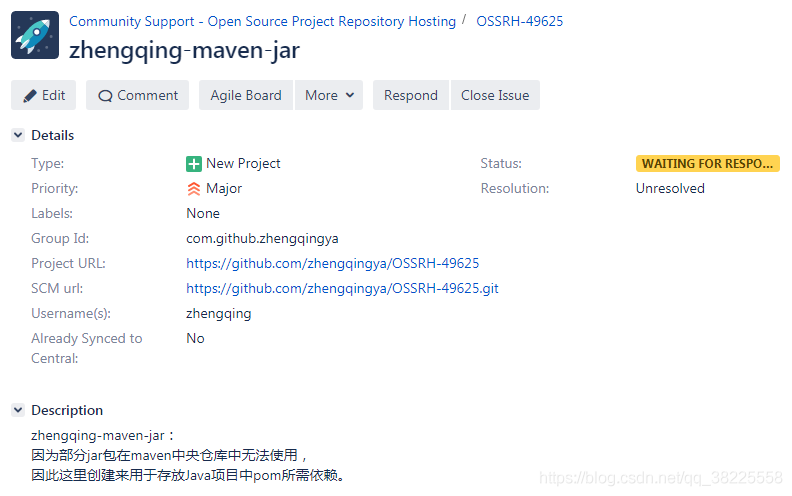 Community Support - Open Source Project Repository Hosting / OSSRH-49625
zhengqing-maven-jar
Edit Comment Agile Board More Respond Close Issue
Details
Type: New Project Status: WAITING FOR RESPO...
Priority: Major Resolution: Unresolved
Labels: None
Group Id: com.github.zhengqingya
Project URL: https://github.com/zhengqingya/OSSRH-49625
SCM url: https://github.com/zhengqingya/OSSRH-49625.git
Username(s): zhengqing
Already Synced to No
Central:
Description
zhengqing-maven-jar：
因为部分jar包在maven中央仓库中无法使用，
因此这里创建来用于存放Java项目中pom所需依赖。
https://blog.csdn.net/qq_38225558